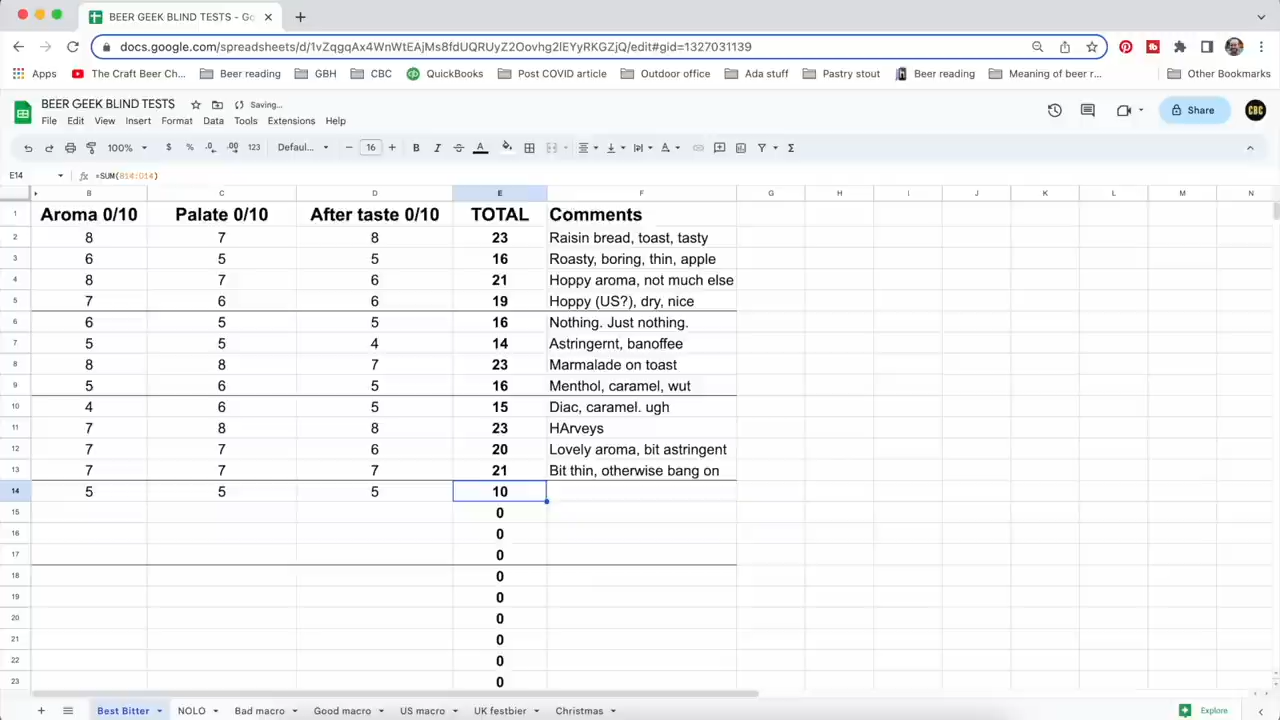 BEER GEEK BLIND TESTS - Go
docs.google.com/spreadsheets/d/1vZqgqAx4WnWtEAjMs8fdUQRUyZ2Oovhg2lEYyRKGZjQ/edit#gid=1327031139
Apps The Craft Beer Ch... Beer reading GBH CBC QuickBooks Post COVID article Outdoor office Ada stuff Pastry stout Beer reading Meaning of beer r... Other Bookmarks
BEER GEEK BLIND TESTS Saving...
File Edit View Insert Format Data Tools Extensions Help
Share CBC
100% $ % .0 .00 123 Defaul... 16 B I S A Σ
E14 fx =SUM(B14:D14)
B C D E F G H I J K L M N
1 Aroma 0/10 Palate 0/10 After taste 0/10 TOTAL Comments
2 8 7 8 23 Raisin bread, toast, tasty
3 6 5 5 16 Roasty, boring, thin, apple
4 8 7 6 21 Hoppy aroma, not much else
5 7 6 6 19 Hoppy (US?), dry, nice
6 6 5 5 16 Nothing. Just nothing.
7 5 5 4 14 Astringernt, banoffee
8 8 8 7 23 Marmalade on toast
9 5 6 5 16 Menthol, caramel, wut
10 4 6 5 15 Diac, caramel. ugh
11 7 8 8 23 HArveys
12 7 7 6 20 Lovely aroma, bit astringent
13 7 7 7 21 Bit thin, otherwise bang on
14 5 5 5 10
15 0
16 0
17 0
18 0
19 0
20 0
21 0
22 0
23 0
Best Bitter NOLO Bad macro Good macro US macro UK festbier Christmas Explore